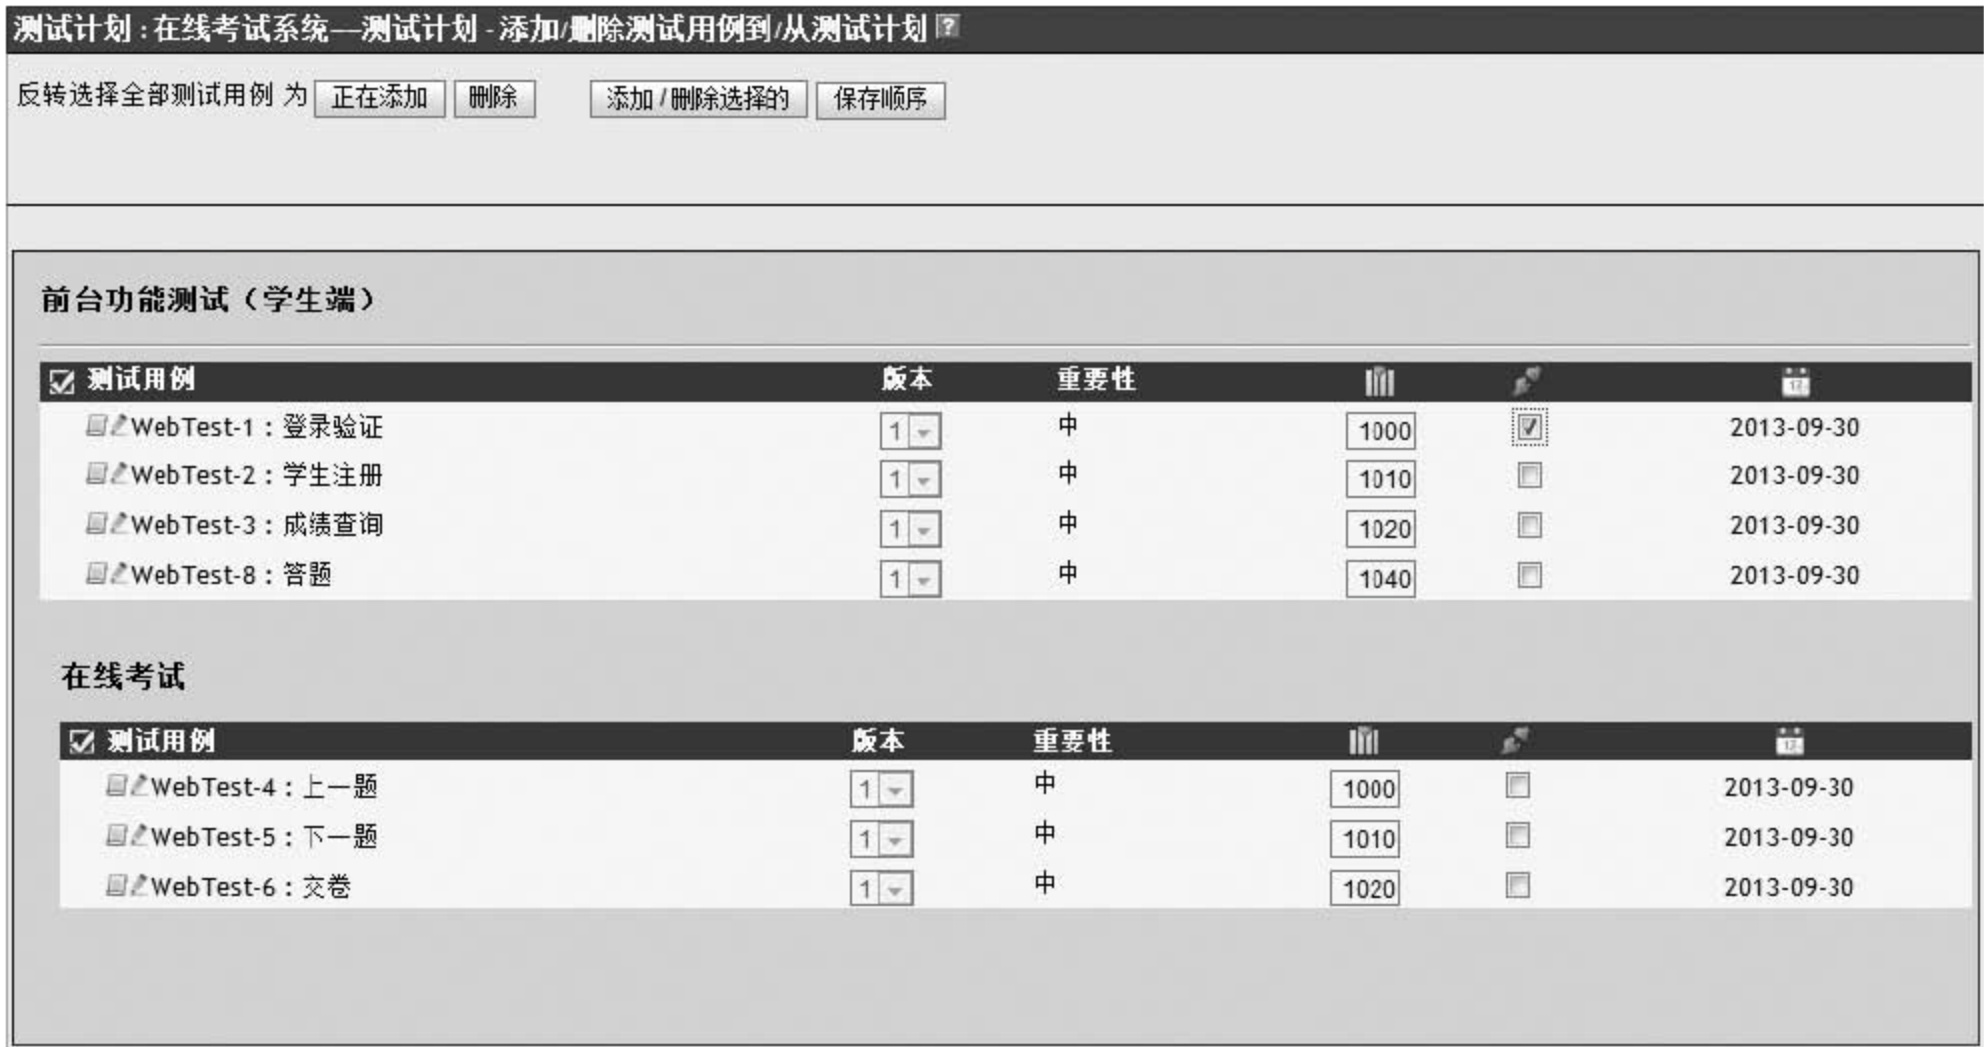 测试计划 : 在线考试系统—测试计划 - 添加/删除测试用例到/从测试计划 ?
反转选择全部测试用例 为 正在添加 删除 添加 / 删除选择的 保存顺序
前台功能测试（学生端）
测试用例 版本 重要性
WebTest-1 : 登录验证 1 中 1000 2013-09-30
WebTest-2 : 学生注册 1 中 1010 2013-09-30
WebTest-3 : 成绩查询 1 中 1020 2013-09-30
WebTest-8 : 答题 1 中 1040 2013-09-30
在线考试
测试用例 版本 重要性
WebTest-4 : 上一题 1 中 1000 2013-09-30
WebTest-5 : 下一题 1 中 1010 2013-09-30
WebTest-6 : 交卷 1 中 1020 2013-09-30